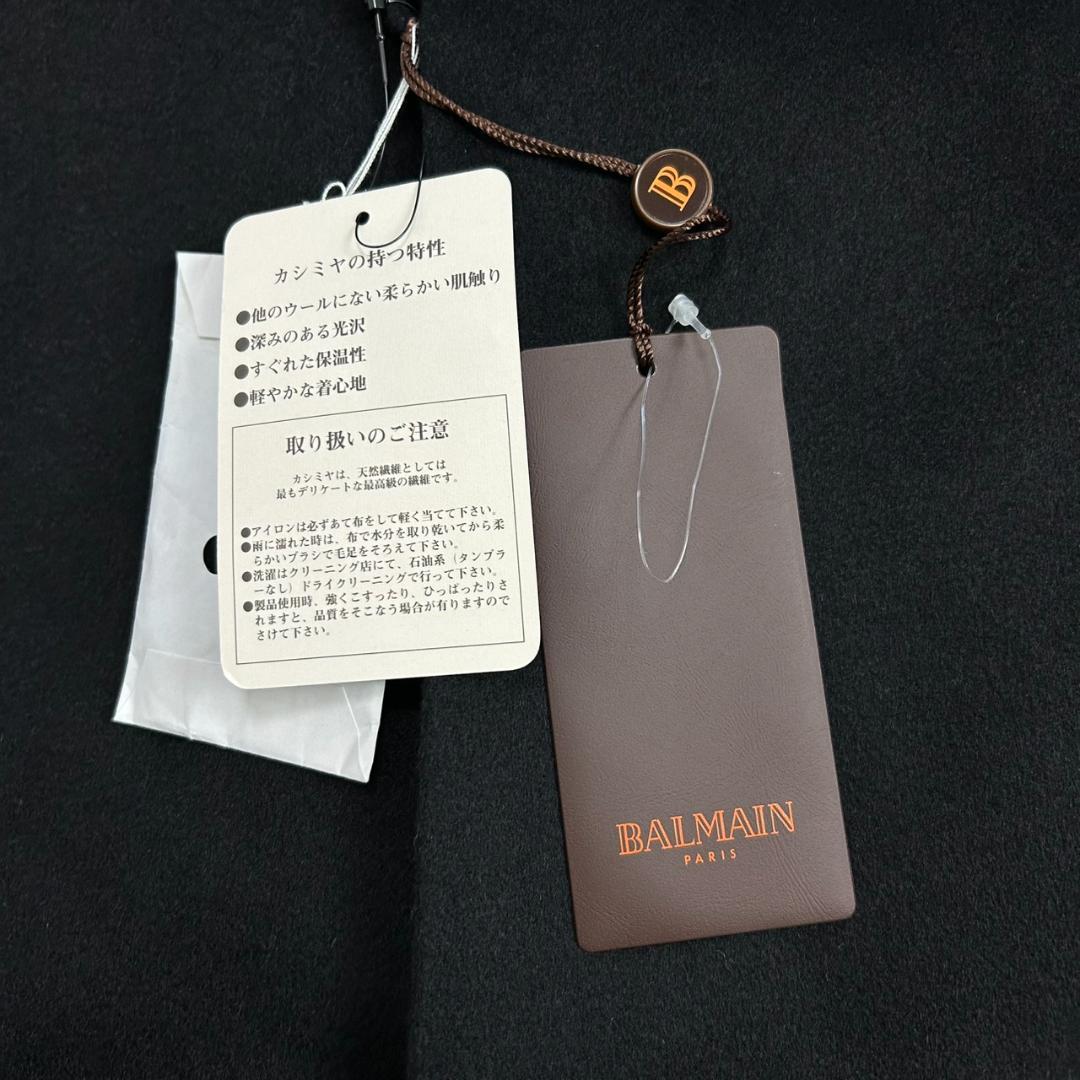 カシミヤの持つ特性
●他のウールにない柔らかい肌触り
●深みのある光沢
●すぐれた保温性
●軽やかな着心地
取り扱いのご注意
カシミヤは、天然繊維としては
最もデリケートな最高級の繊維です。
●アイロンは必ずあて布をして軽く当てて下さい。
●雨に濡れた時は、布で水分を取り乾いてから柔
らかいブラシで毛足をそろえて下さい。
●洗濯はクリーニング店にて、石油系（タンブラ
ーなし）ドライクリーニングで行って下さい。
●製品使用時、強くこすったり、ひっぱったりさ
れますと、品質をそこなう場合が有りますので
さけて下さい。
B
BALMAIN
PARIS